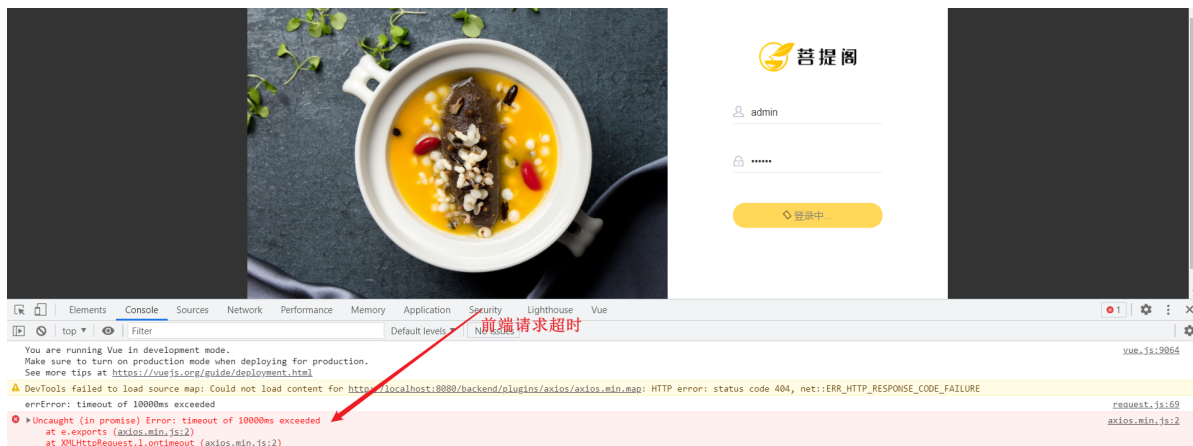 菩提阁
admin
登录中...
Elements Console Sources Network Performance Memory Application Security Lighthouse Vue
1
top Filter Default levels No Issues
前端请求超时
You are running Vue in development mode. vue.js:9064
Make sure to turn on production mode when deploying for production.
See more tips at https://vuejs.org/guide/deployment.html
DevTools failed to load source map: Could not load content for http://localhost:8080/backend/plugins/axios/axios.min.map: HTTP error: status code 404, net::ERR_HTTP_RESPONSE_CODE_FAILURE
errError: timeout of 10000ms exceeded request.js:69
Uncaught (in promise) Error: timeout of 10000ms exceeded axios.min.js:2
at e.exports (axios.min.js:2)
at XMLHttpRequest.l.ontimeout (axios.min.js:2)